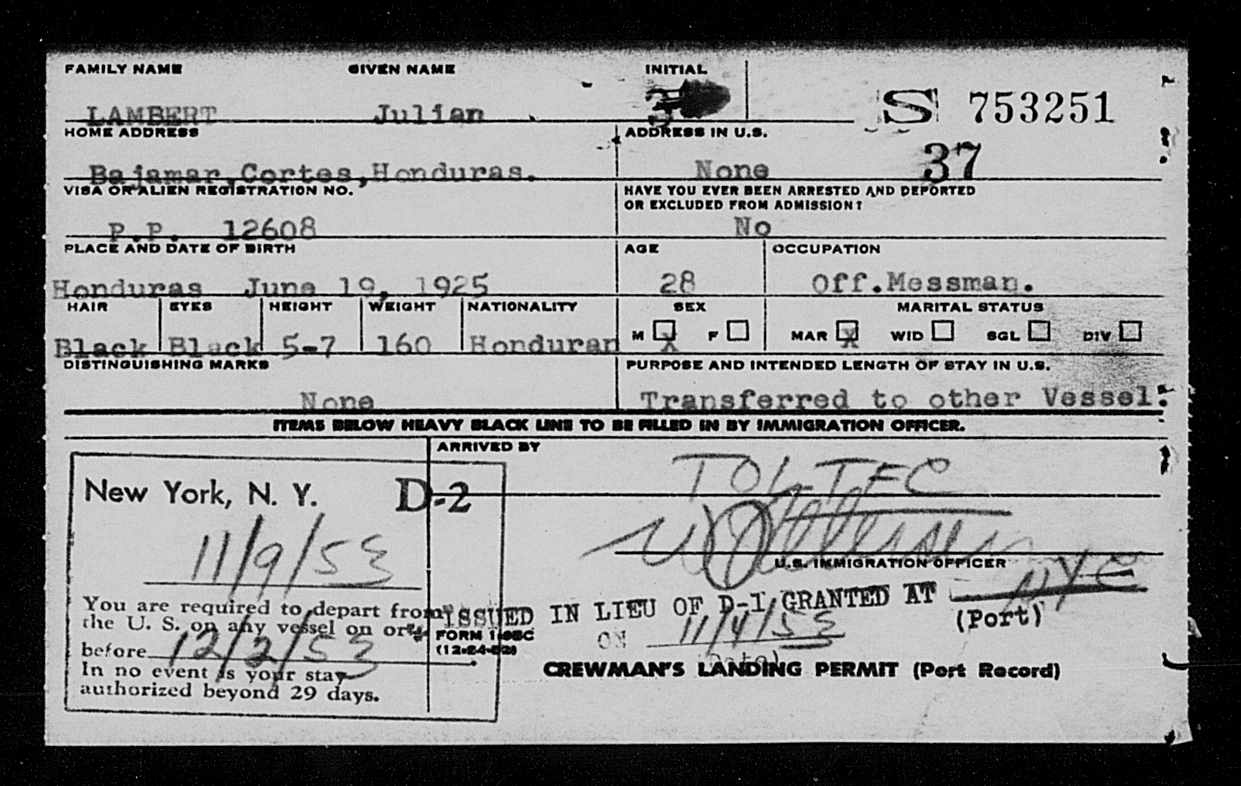 FAMILY NAME GIVEN NAME INITIAL
LAMBERT Julian S 753251
HOME ADDRESS ADDRESS IN U.S.
Bajamar,Cortes,Honduras. None 37
VISA OR ALIEN REGISTRATION NO. HAVE YOU EVER BEEN ARRESTED AND DEPORTED
OR EXCLUDED FROM ADMISSION?
P.P. 12608 No
PLACE AND DATE OF BIRTH AGE OCCUPATION
Honduras June 19, 1925 28 Off.Messman.
HAIR EYES HEIGHT WEIGHT NATIONALITY SEX MARITAL STATUS
M x F MAR x WID SGL DIV
Black Black 5-7 160 Honduran
DISTINGUISHING MARKS PURPOSE AND INTENDED LENGTH OF STAY IN U.S.
None Transferred to other Vessel.
ITEMS BELOW HEAVY BLACK LINE TO BE FILLED IN BY IMMIGRATION OFFICER.
ARRIVED BY
TOLTEC
New York, N. Y. D-2
11/9/53
U.S. IMMIGRATION OFFICER
You are required to depart from
the U. S. on any vessel on or
before 12/2/53
In no event is your stay
authorized beyond 29 days.
ISSUED IN LIEU OF D-1 GRANTED AT NYC
(Port)
ON 11/4/53
(Date)
FORM
CREWMAN'S LANDING PERMIT (Port Record)